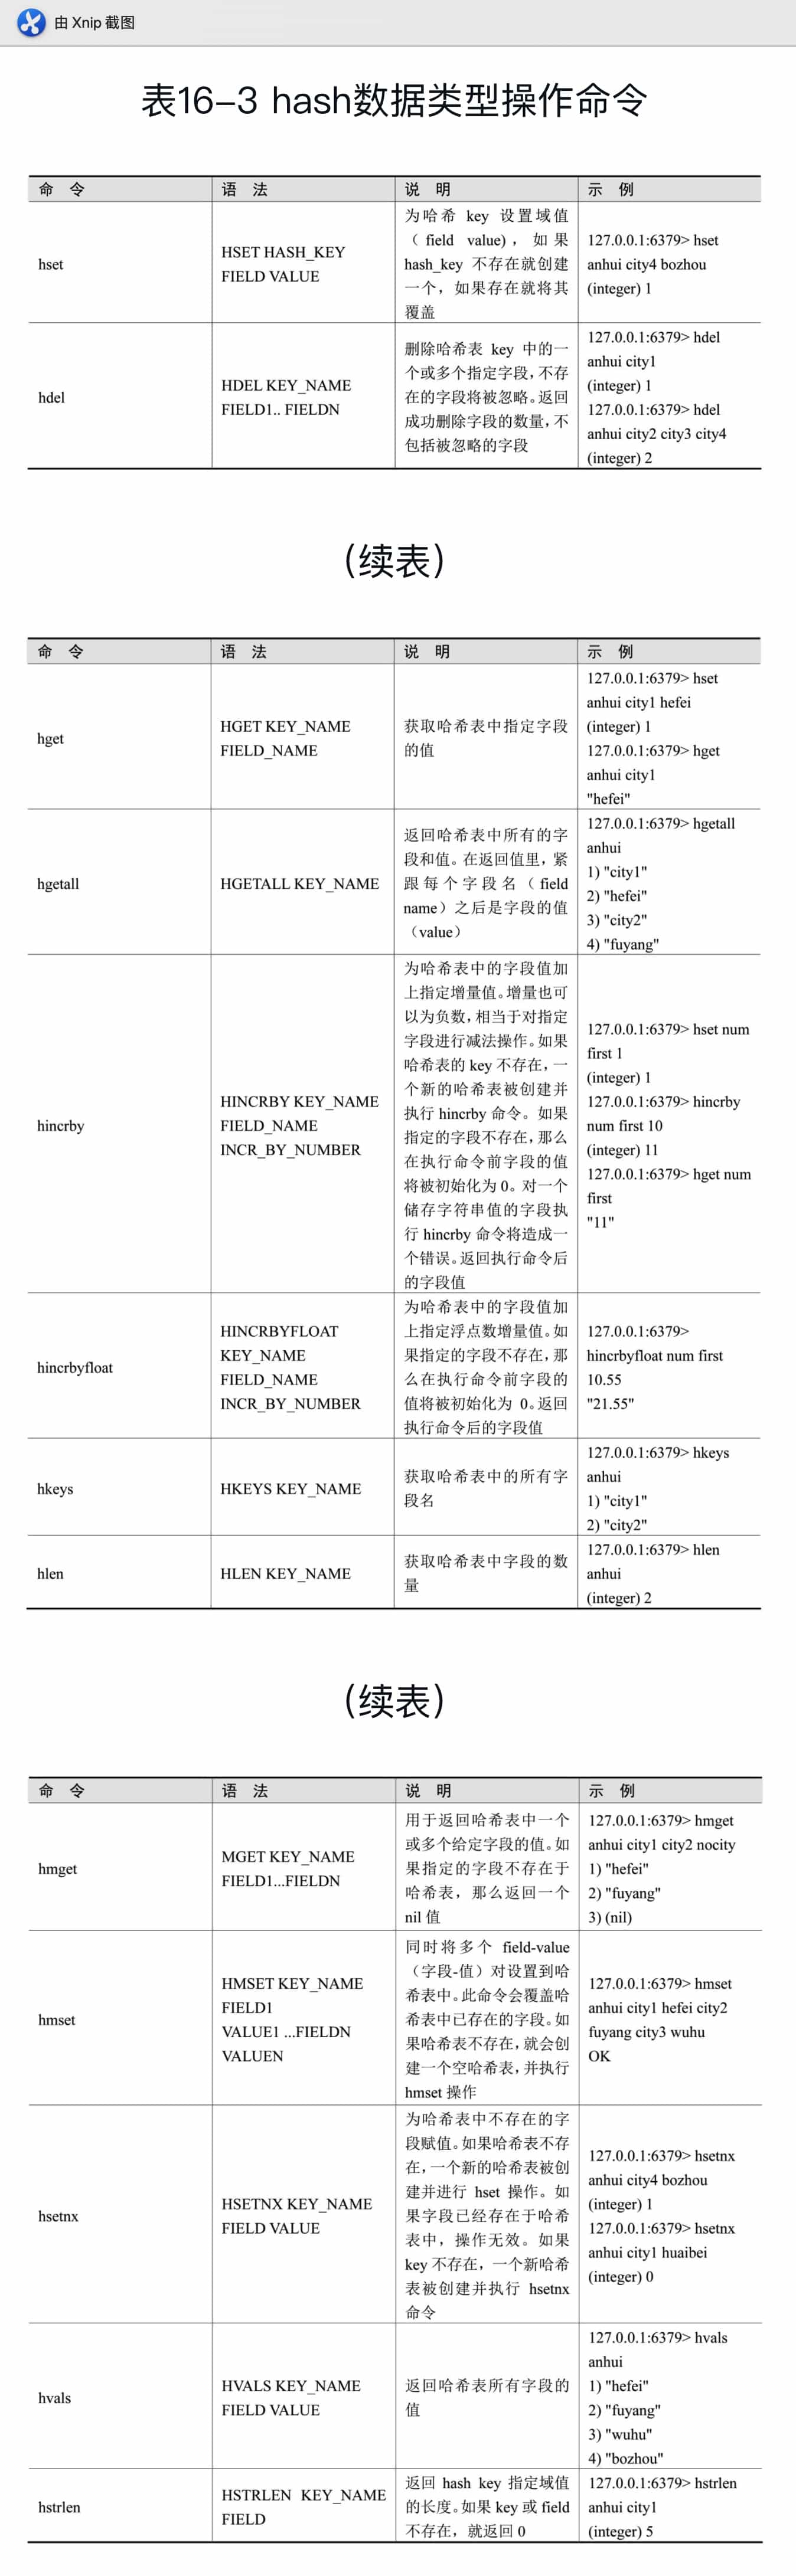 由 Xnip 截图
表16-3 hash数据类型操作命令
命 令
语 法
说 明
示 例
hset
HSET HASH_KEY
FIELD VALUE
为哈希 key 设置域值
（ field value），如果
hash_key 不存在就创建
一个，如果存在就将其
覆盖
127.0.0.1:6379> hset
anhui city4 bozhou
(integer) 1
hdel
HDEL KEY_NAME
FIELD1.. FIELDN
删除哈希表 key 中的一
个或多个指定字段，不存
在的字段将被忽略。返回
成功删除字段的数量，不
包括被忽略的字段
127.0.0.1:6379> hdel
anhui city1
(integer) 1
127.0.0.1:6379> hdel
anhui city2 city3 city4
(integer) 2
（续表）
命 令
语 法
说 明
示 例
hget
HGET KEY_NAME
FIELD_NAME
获取哈希表中指定字段
的值
127.0.0.1:6379> hset
anhui city1 hefei
(integer) 1
127.0.0.1:6379> hget
anhui city1
"hefei"
hgetall
HGETALL KEY_NAME
返回哈希表中所有的字
段和值。在返回值里，紧
跟每个字段名（ field
name）之后是字段的值
（value）
127.0.0.1:6379> hgetall
anhui
1) "city1"
2) "hefei"
3) "city2"
4) "fuyang"
hincrby
HINCRBY KEY_NAME
FIELD_NAME
INCR_BY_NUMBER
为哈希表中的字段值加
上指定增量值。增量也可
以为负数，相当于对指定
字段进行减法操作。如果
哈希表的 key 不存在，一
个新的哈希表被创建并
执行 hincrby 命令。如果
指定的字段不存在，那么
在执行命令前字段的值
将被初始化为 0。对一个
储存字符串值的字段执
行 hincrby 命令将造成一
个错误。返回执行命令后
的字段值
127.0.0.1:6379> hset num
first 1
(integer) 1
127.0.0.1:6379> hincrby
num first 10
(integer) 11
127.0.0.1:6379> hget num
first
"11"
hincrbyfloat
HINCRBYFLOAT
KEY_NAME
FIELD_NAME
INCR_BY_NUMBER
为哈希表中的字段值加
上指定浮点数增量值。如
果指定的字段不存在，那
么在执行命令前字段的
值将被初始化为 0。返回
执行命令后的字段值
127.0.0.1:6379>
hincrbyfloat num first
10.55
"21.55"
hkeys
HKEYS KEY_NAME
获取哈希表中的所有字
段名
127.0.0.1:6379> hkeys
anhui
1) "city1"
2) "city2"
hlen
HLEN KEY_NAME
获取哈希表中字段的数
量
127.0.0.1:6379> hlen
anhui
(integer) 2
（续表）
命 令
语 法
说 明
示 例
hmget
MGET KEY_NAME
FIELD1...FIELDN
用于返回哈希表中一个
或多个给定字段的值。如
果指定的字段不存在于
哈希表，那么返回一个
nil 值
127.0.0.1:6379> hmget
anhui city1 city2 nocity
1) "hefei"
2) "fuyang"
3) (nil)
hmset
HMSET KEY_NAME
FIELD1
VALUE1 ...FIELDN
VALUEN
同时将多个 field-value
（字段-值）对设置到哈
希表中。此命令会覆盖哈
希表中已存在的字段。如
果哈希表不存在，就会创
建一个空哈希表，并执行
hmset 操作
127.0.0.1:6379> hmset
anhui city1 hefei city2
fuyang city3 wuhu
OK
hsetnx
HSETNX KEY_NAME
FIELD VALUE
为哈希表中不存在的字
段赋值。如果哈希表不存
在，一个新的哈希表被创
建并进行 hset 操作。如
果字段已经存在于哈希
表中，操作无效。如果
key 不存在，一个新哈希
表被创建并执行 hsetnx
命令
127.0.0.1:6379> hsetnx
anhui city4 bozhou
(integer) 1
127.0.0.1:6379> hsetnx
anhui city1 huaibei
(integer) 0
hvals
HVALS KEY_NAME
FIELD VALUE
返回哈希表所有字段的
值
127.0.0.1:6379> hvals
anhui
1) "hefei"
2) "fuyang"
3) "wuhu"
4) "bozhou"
hstrlen
HSTRLEN KEY_NAME
FIELD
返回 hash key 指定域值
的长度。如果 key 或 field
不存在，就返回 0
127.0.0.1:6379> hstrlen
anhui city1
(integer) 5